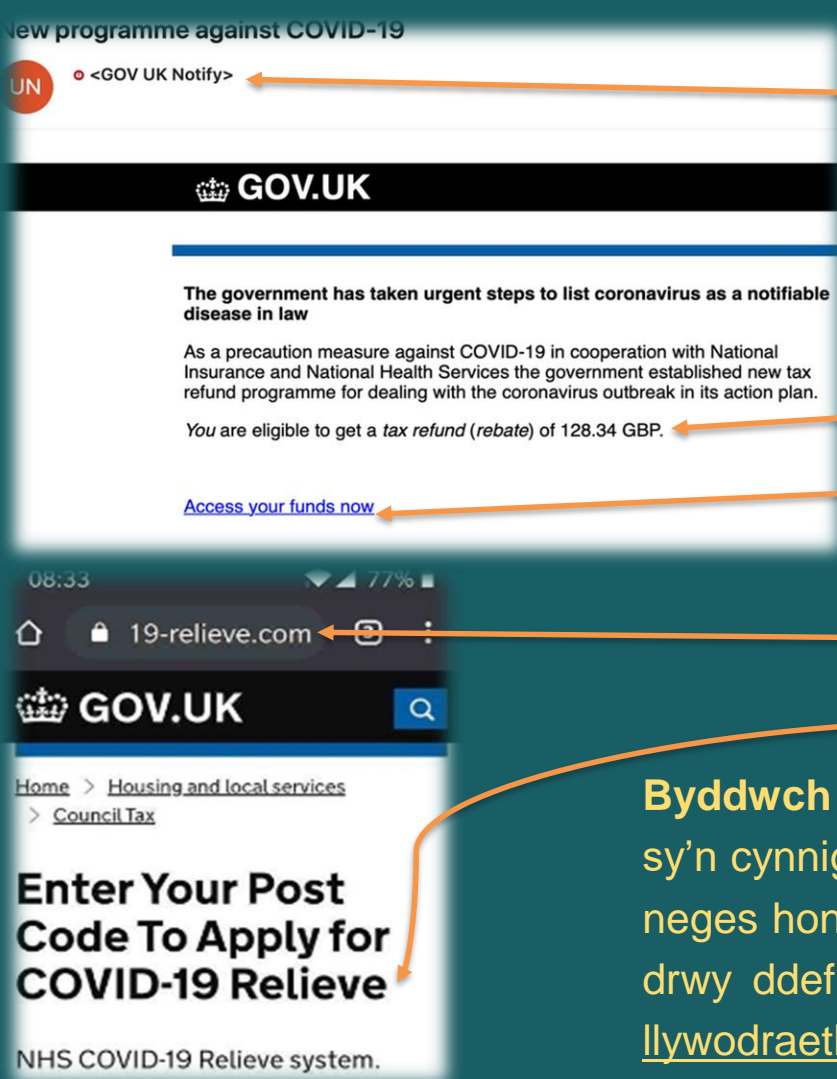 New programme against COVID-19
UN
<GOV UK Notify>
GOV.UK
The government has taken urgent steps to list coronavirus as a notifiable
disease in law
As a precaution measure against COVID-19 in cooperation with National
Insurance and National Health Services the government established new tax
refund programme for dealing with the coronavirus outbreak in its action plan.
You are eligible to get a tax refund (rebate) of 128.34 GBP.
Access your funds now
08:33 77%
19-relieve.com
GOV.UK
Home > Housing and local services
> Council Tax
Enter Your Post
Code To Apply for
COVID-19 Relieve
NHS COVID-19 Relieve system.
Byddwch
sy'n cynnig
neges hon
drwy ddef
llywodraeth